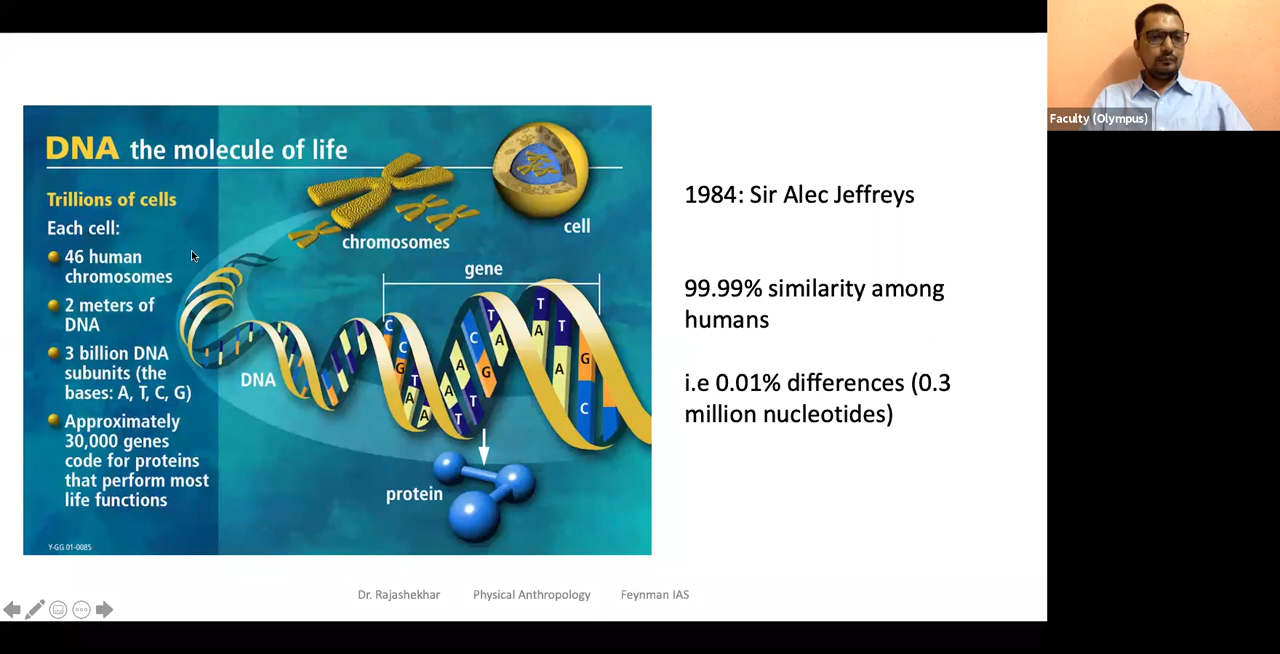 DNA the molecule of life
Trillions of cells
Each cell:
46 human
chromosomes
2 meters of
DNA
3 billion DNA
subunits (the
bases: A, T, C, G)
Approximately
30,000 genes
code for proteins
that perform most
life functions
Y-GG 01-0085
chromosomes
cell
gene
DNA
C
C
G
T
A
A
A
T
A
T
C
G
T
A
T
A
T
A
G
C
protein
1984: Sir Alec Jeffreys
99.99% similarity among
humans
i.e 0.01% differences (0.3
million nucleotides)
Dr. Rajashekhar Physical Anthropology Feynman IAS
Faculty (Olympus)